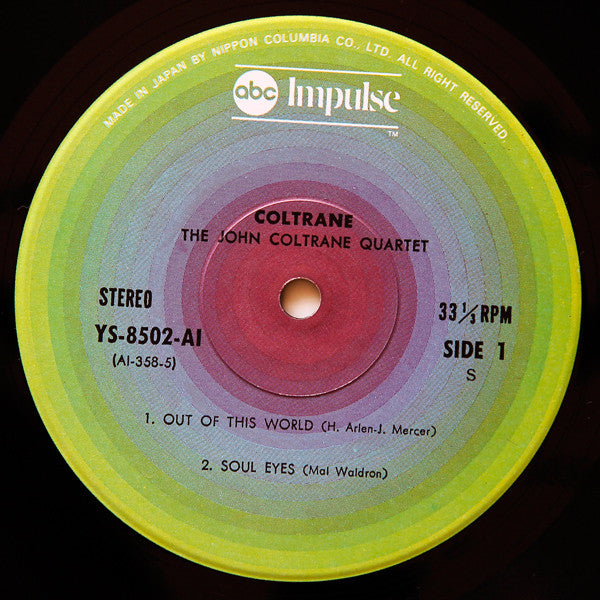 MADE IN JAPAN BY NIPPON COLUMBIA CO., LTD. ALL RIGHT RESERVED
abc Impulse
TM
COLTRANE
THE JOHN COLTRANE QUARTET
STEREO
33 1/3 RPM
YS-8502-AI
SIDE 1
(AI-358-5)
S
1. OUT OF THIS WORLD (H. Arlen-J. Mercer)
2. SOUL EYES (Mal Waldron)